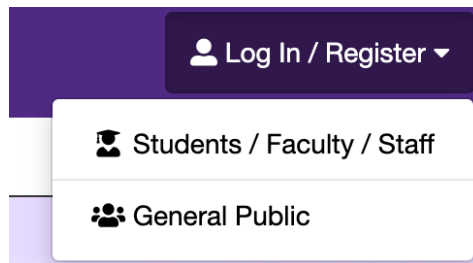 Log In / Register
Students / Faculty / Staff
General Public